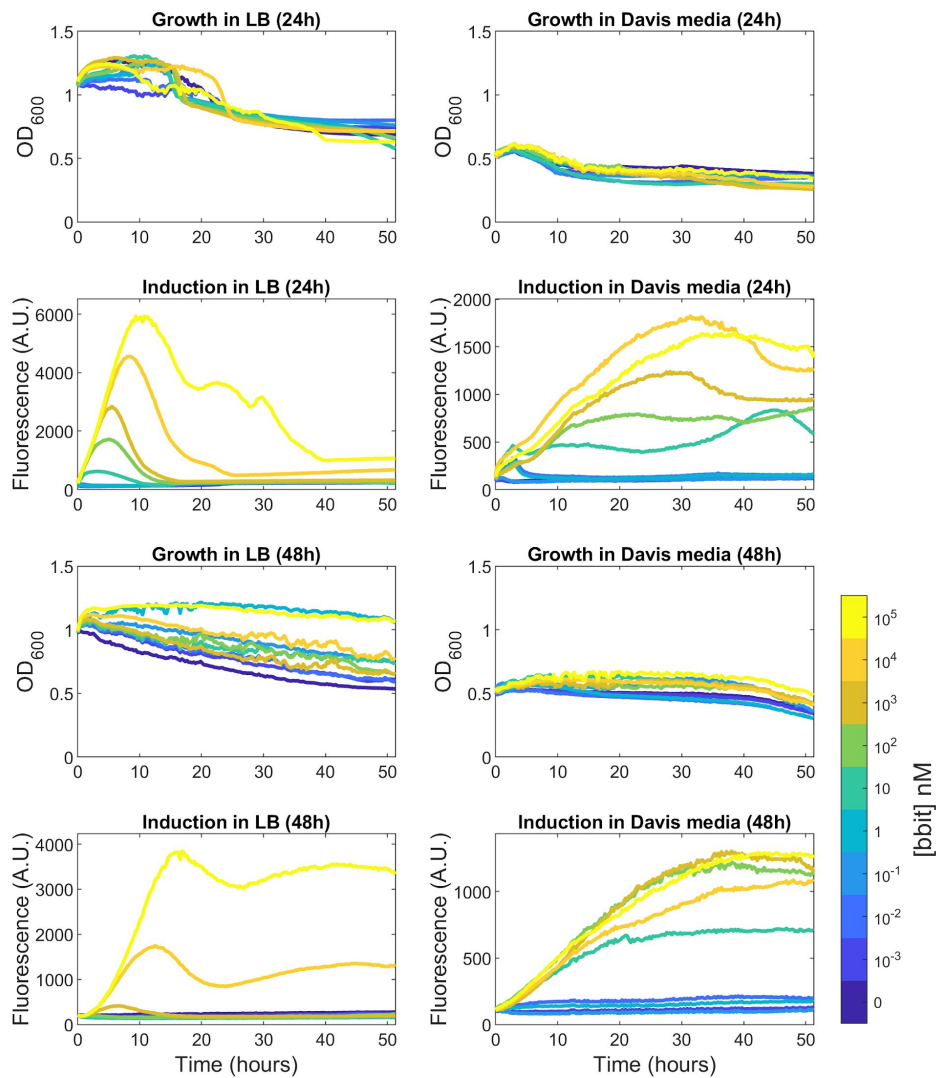 Growth in LB (24h)
1.5
1
0.5
0
OD600
0 10 20 30 40 50
Growth in Davis media (24h)
1.5
1
0.5
0
OD600
0 10 20 30 40 50
Induction in LB (24h)
6000
4000
2000
0
Fluorescence (A.U.)
0 10 20 30 40 50
Induction in Davis media (24h)
2000
1500
1000
500
0
Fluorescence (A.U.)
0 10 20 30 40 50
Growth in LB (48h)
1.5
1
0.5
0
OD600
0 10 20 30 40 50
Growth in Davis media (48h)
1.5
1
0.5
0
OD600
0 10 20 30 40 50
Induction in LB (48h)
4000
3000
2000
1000
0
Fluorescence (A.U.)
0 10 20 30 40 50
Time (hours)
Induction in Davis media (48h)
1000
500
0
Fluorescence (A.U.)
0 10 20 30 40 50
Time (hours)
10^5
10^4
10^3
10^2
10
1
10^-1
10^-2
10^-3
0
[bbit] nM